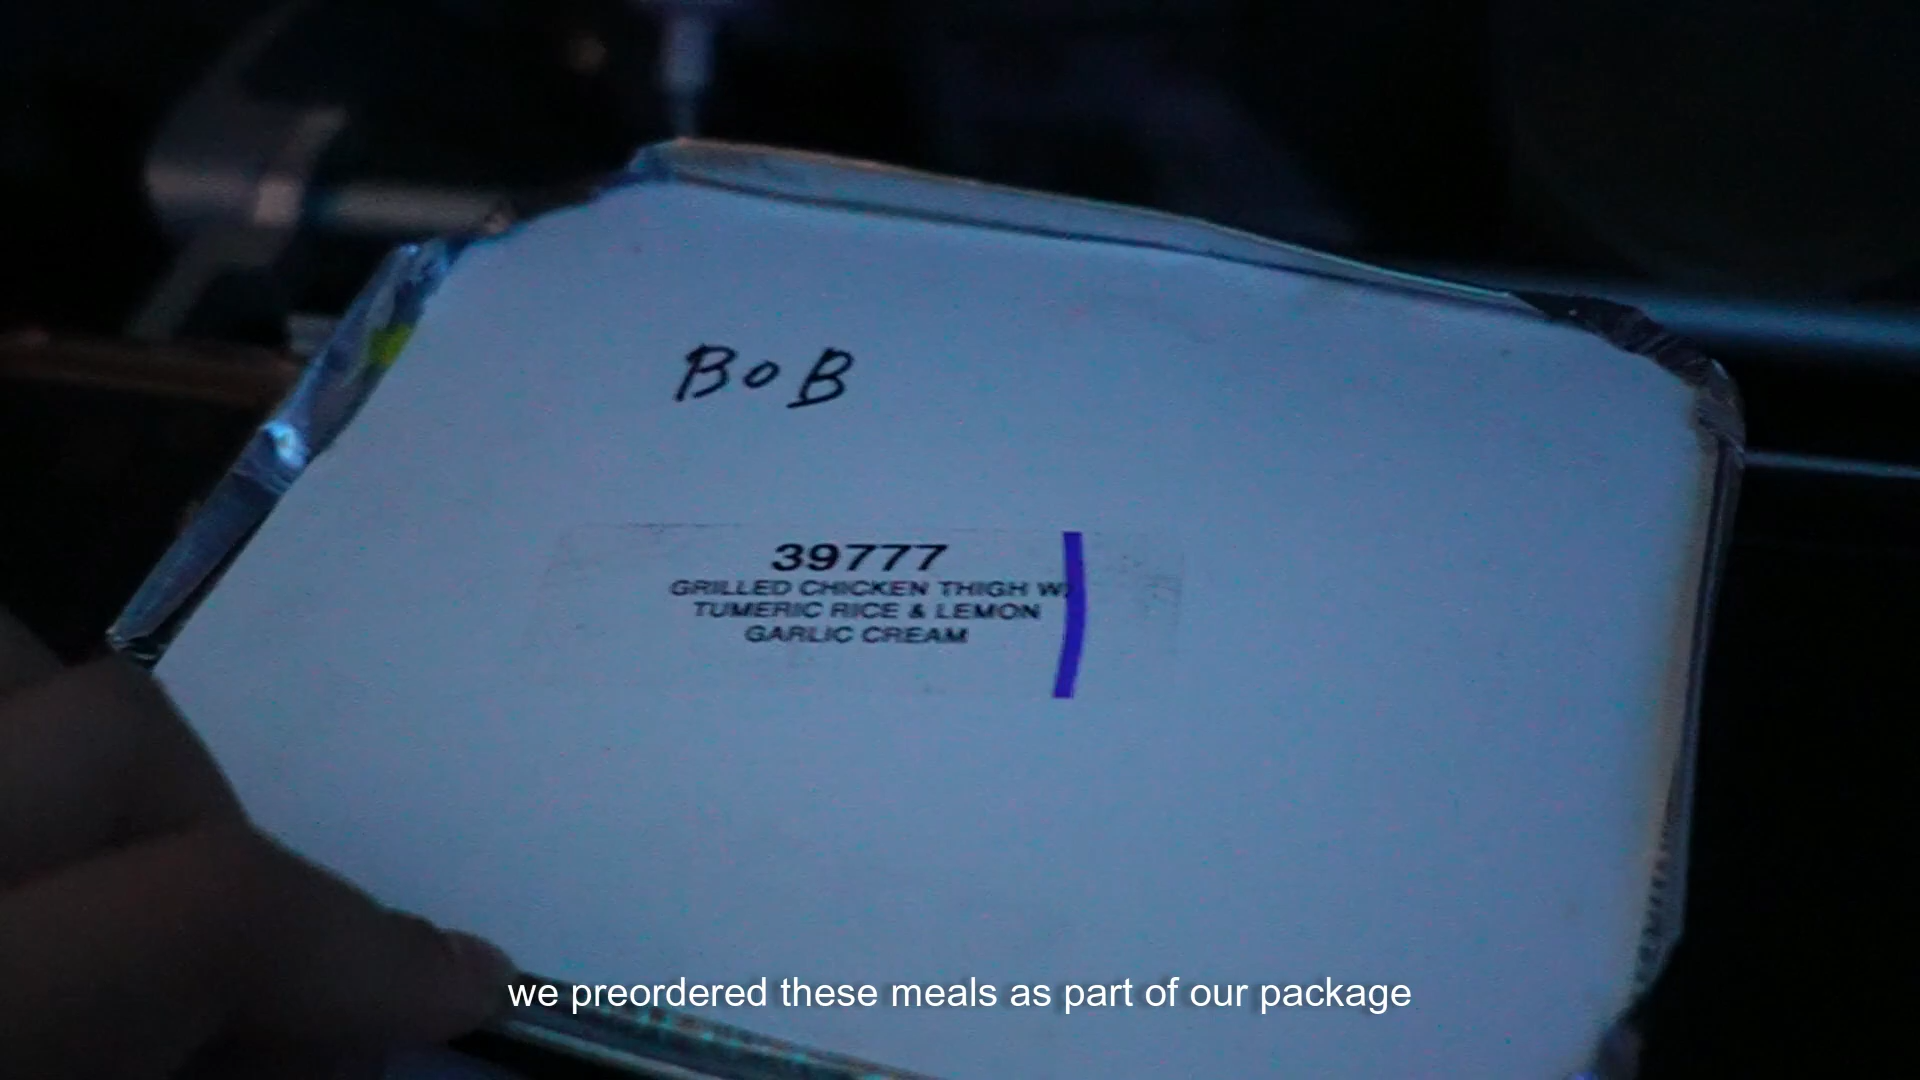 BoB
39777
GRILLED CHICKEN THIGH W/
TUMERIC RICE & LEMON
GARLIC CREAM
we preordered these meals as part of our package